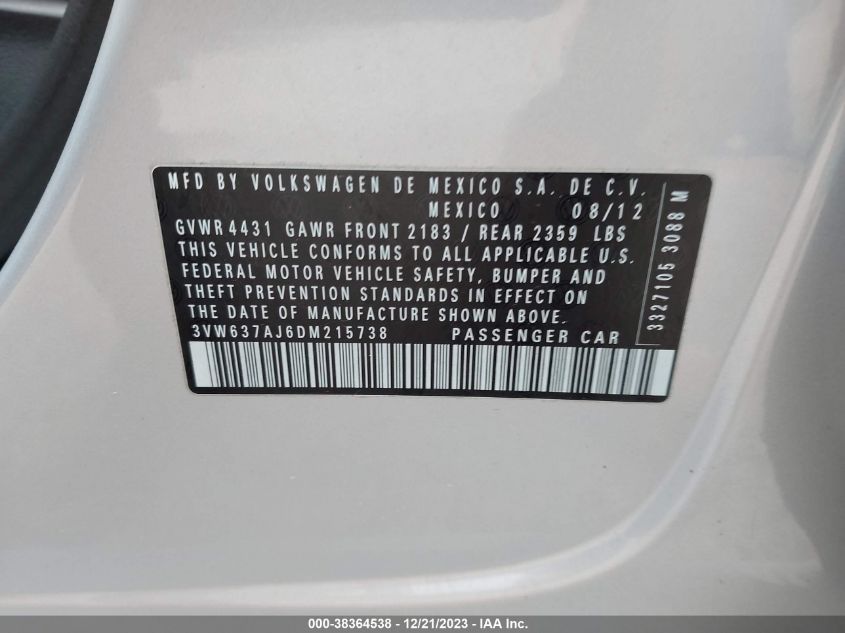 MFD BY VOLKSWAGEN DE MEXICO S.A. DE C.V.
MEXICO 08/12
GVWR 4431 GAWR FRONT 2183 / REAR 2359 LBS
THIS VEHICLE CONFORMS TO ALL APPLICABLE U.S.
FEDERAL MOTOR VEHICLE SAFETY, BUMPER AND
THEFT PREVENTION STANDARDS IN EFFECT ON
THE DATE OF MANUFACTURE SHOWN ABOVE.
3VW637AJ6DM215738 PASSENGER CAR
3327105 3088 M
000-38364538 - 12/21/2023 - IAA, Inc.